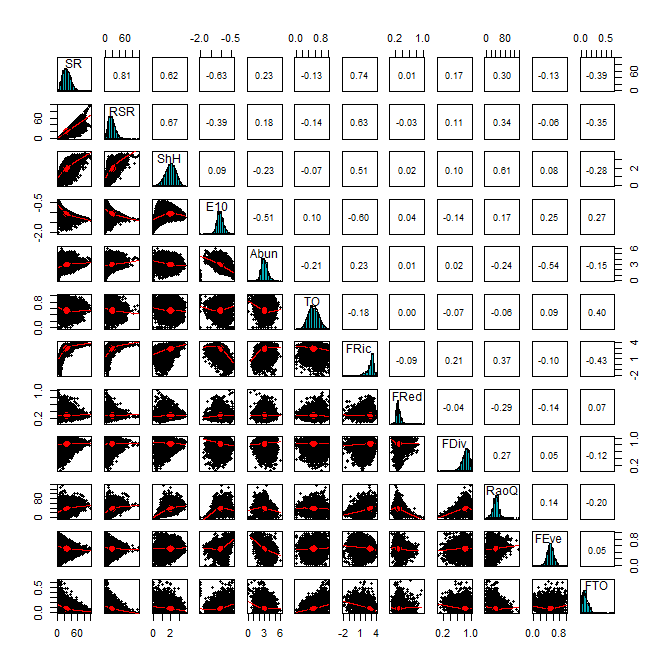 0 60 -2.0 -0.5 0.0 0.8 0.2 1.0 0 80 0.0 0.5
SR 0.81 0.62 -0.63 0.23 -0.13 0.74 0.01 0.17 0.30 -0.13 -0.39 0 60
0 60 RSR 0.67 -0.39 0.18 -0.14 0.63 -0.03 0.11 0.34 -0.06 -0.35
ShH 0.09 -0.23 -0.07 0.51 0.02 0.10 0.61 0.08 -0.28 0 2
-2.0 -0.5 E10 -0.51 0.10 -0.60 0.04 -0.14 0.17 0.25 0.27
Abun -0.21 0.23 0.01 0.02 -0.24 -0.54 -0.15 0 3 6
0.0 0.8 TO -0.18 0.00 -0.07 -0.06 0.09 0.40
FRic -0.09 0.21 0.37 -0.10 -0.43 -2 2 4
0.2 1.0 FRed -0.04 -0.29 -0.14 0.07
FDiv 0.27 0.05 -0.12 0.2 1.0
0 80 RaoQ 0.14 -0.20
FEve 0.05 0.0 0.8
0.0 0.5 FTO
0 60 0 2 0 3 6 -2 1 4 0.2 1.0 0.0 0.8